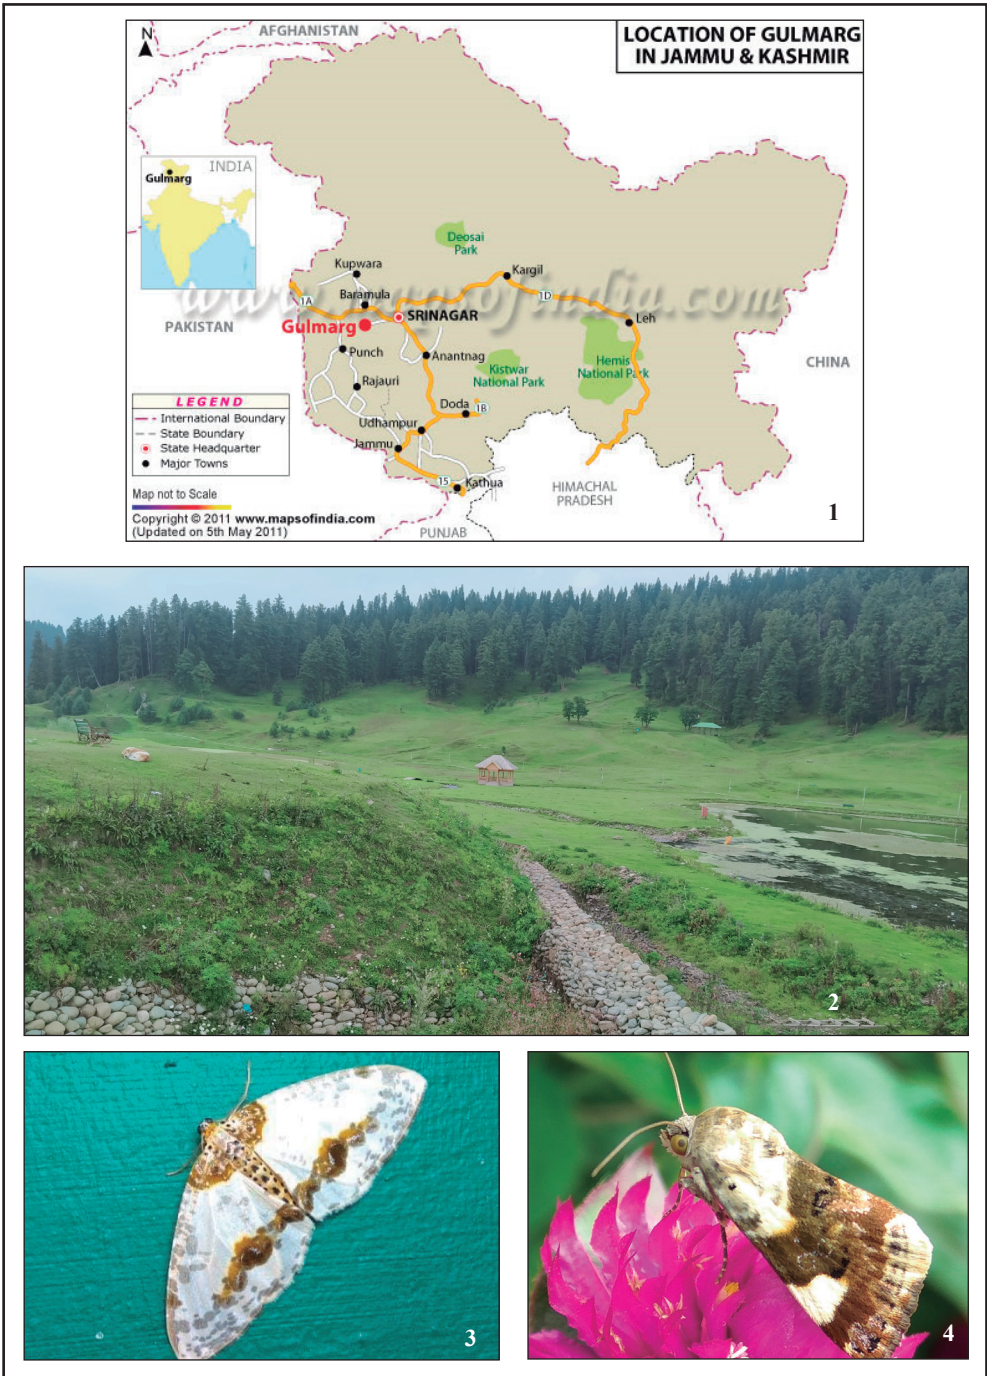 LOCATION OF GULMARG
IN JAMMU & KASHMIR
N
AFGHANISTAN
INDIA
Gulmarg
Deosai
Park
Kupwara
Kargil
Baramula
1A
1D
www.mapsofindia.com
SRINAGAR
Leh
Gulmarg
PAKISTAN
Punch
Anantnag
Hemis
National Park
CHINA
Kistwar
National Park
Rajauri
LEGEND
International Boundary
State Boundary
State Headquarter
Major Towns
Doda
1B
Udhampur
Jammu
15
Kathua
HIMACHAL
PRADESH
Map not to Scale
Copyright © 2011 www.mapsofindia.com
(Updated on 5th May 2011)
PUNJAB
1
2
3
4